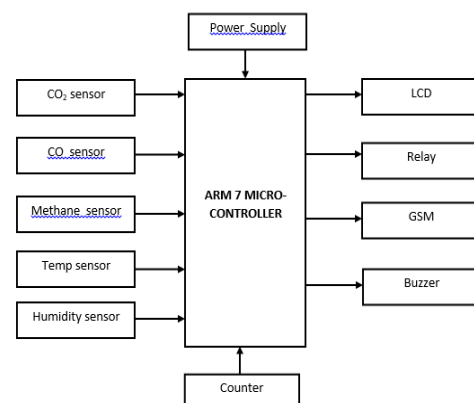 Power Supply
CO₂ sensor
CO sensor
Methane sensor
Temp sensor
Humidity sensor
ARM 7 MICRO-
CONTROLLER
LCD
Relay
GSM
Buzzer
Counter